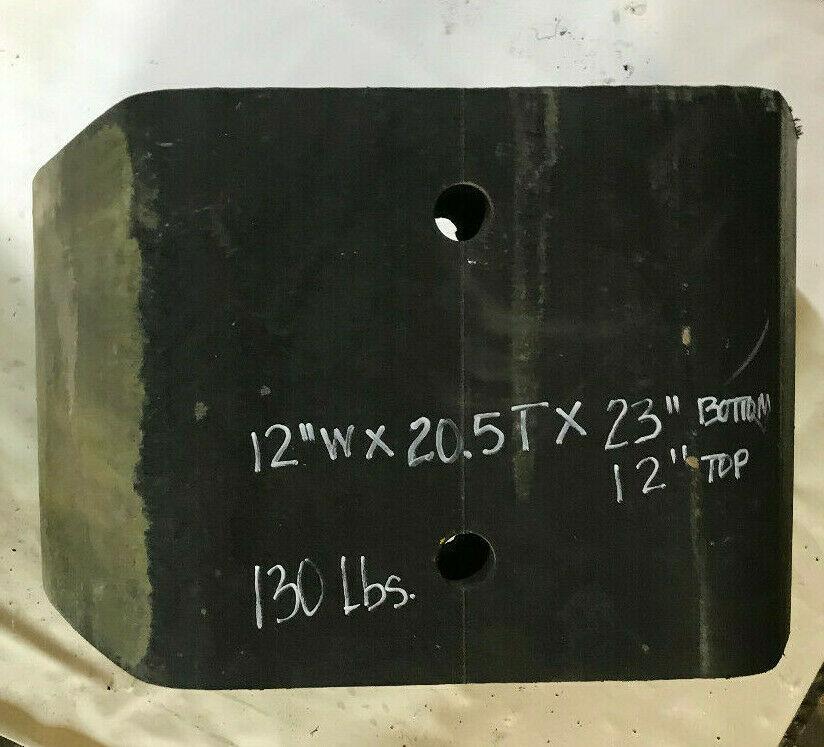 12"W X 20.5T X 23" BOTTOM
12" TOP
130 Lbs.